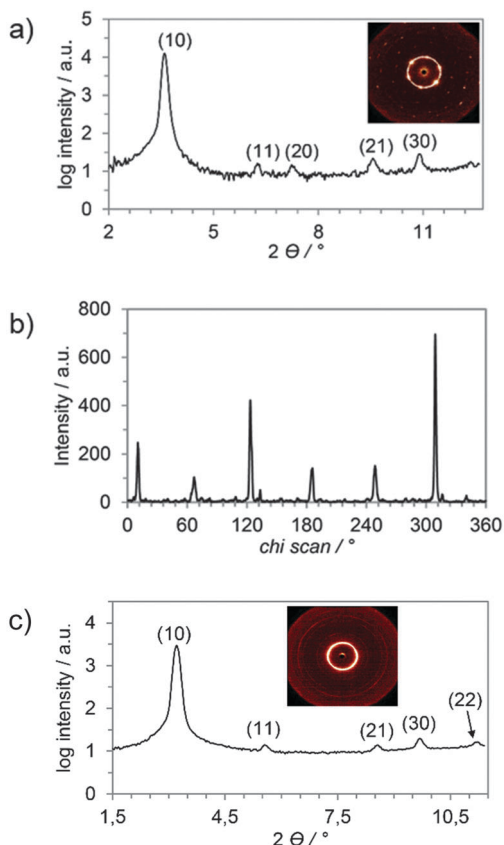 a)
log intensity / a.u.
5
4
3
2
1
0
(10)
(11) (20) (21) (30)
2 5 8 11
2 Ɵ / °
b)
Intensity / a.u.
800
600
400
200
0
0 60 120 180 240 300 360
chi scan / °
c)
log intensity / a.u.
4
3
2
1
0
(10)
(11) (21) (30) (22)
1,5 4,5 7,5 10,5
2 Ɵ / °